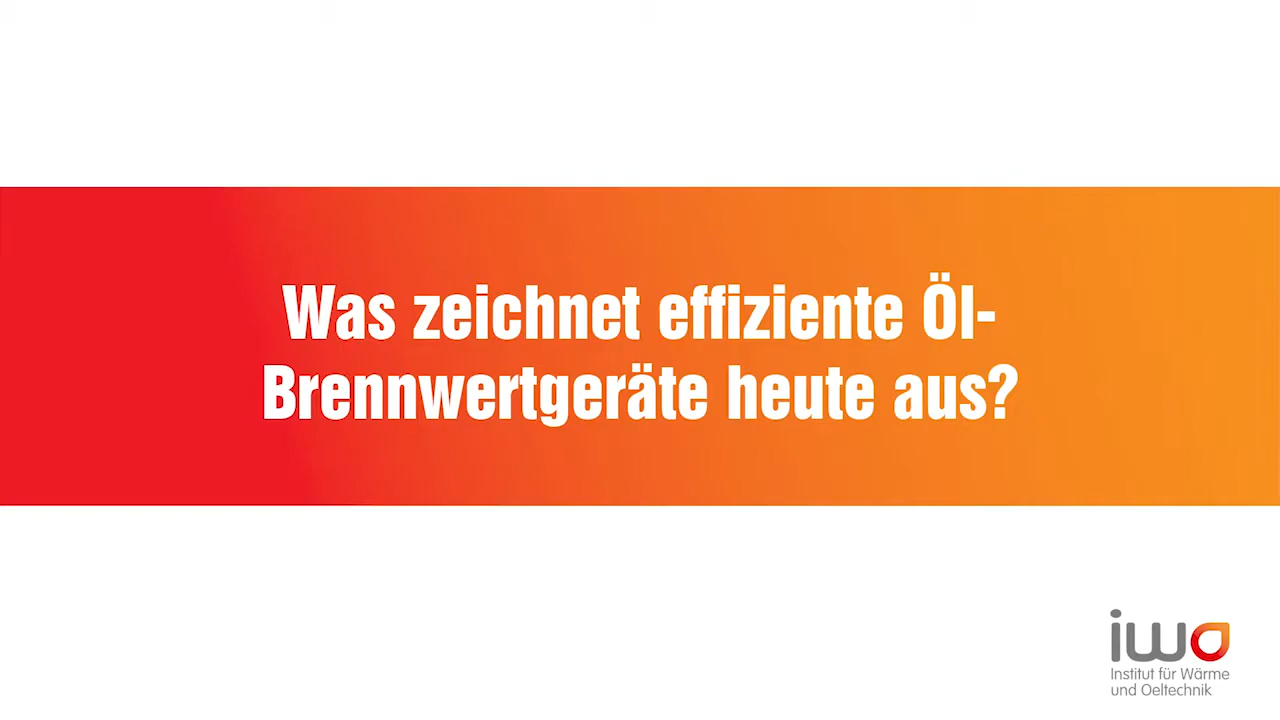 Was zeichnet effiziente Öl-
Brennwertgeräte heute aus?
iwo
Institut für Wärme
und Oeltechnik